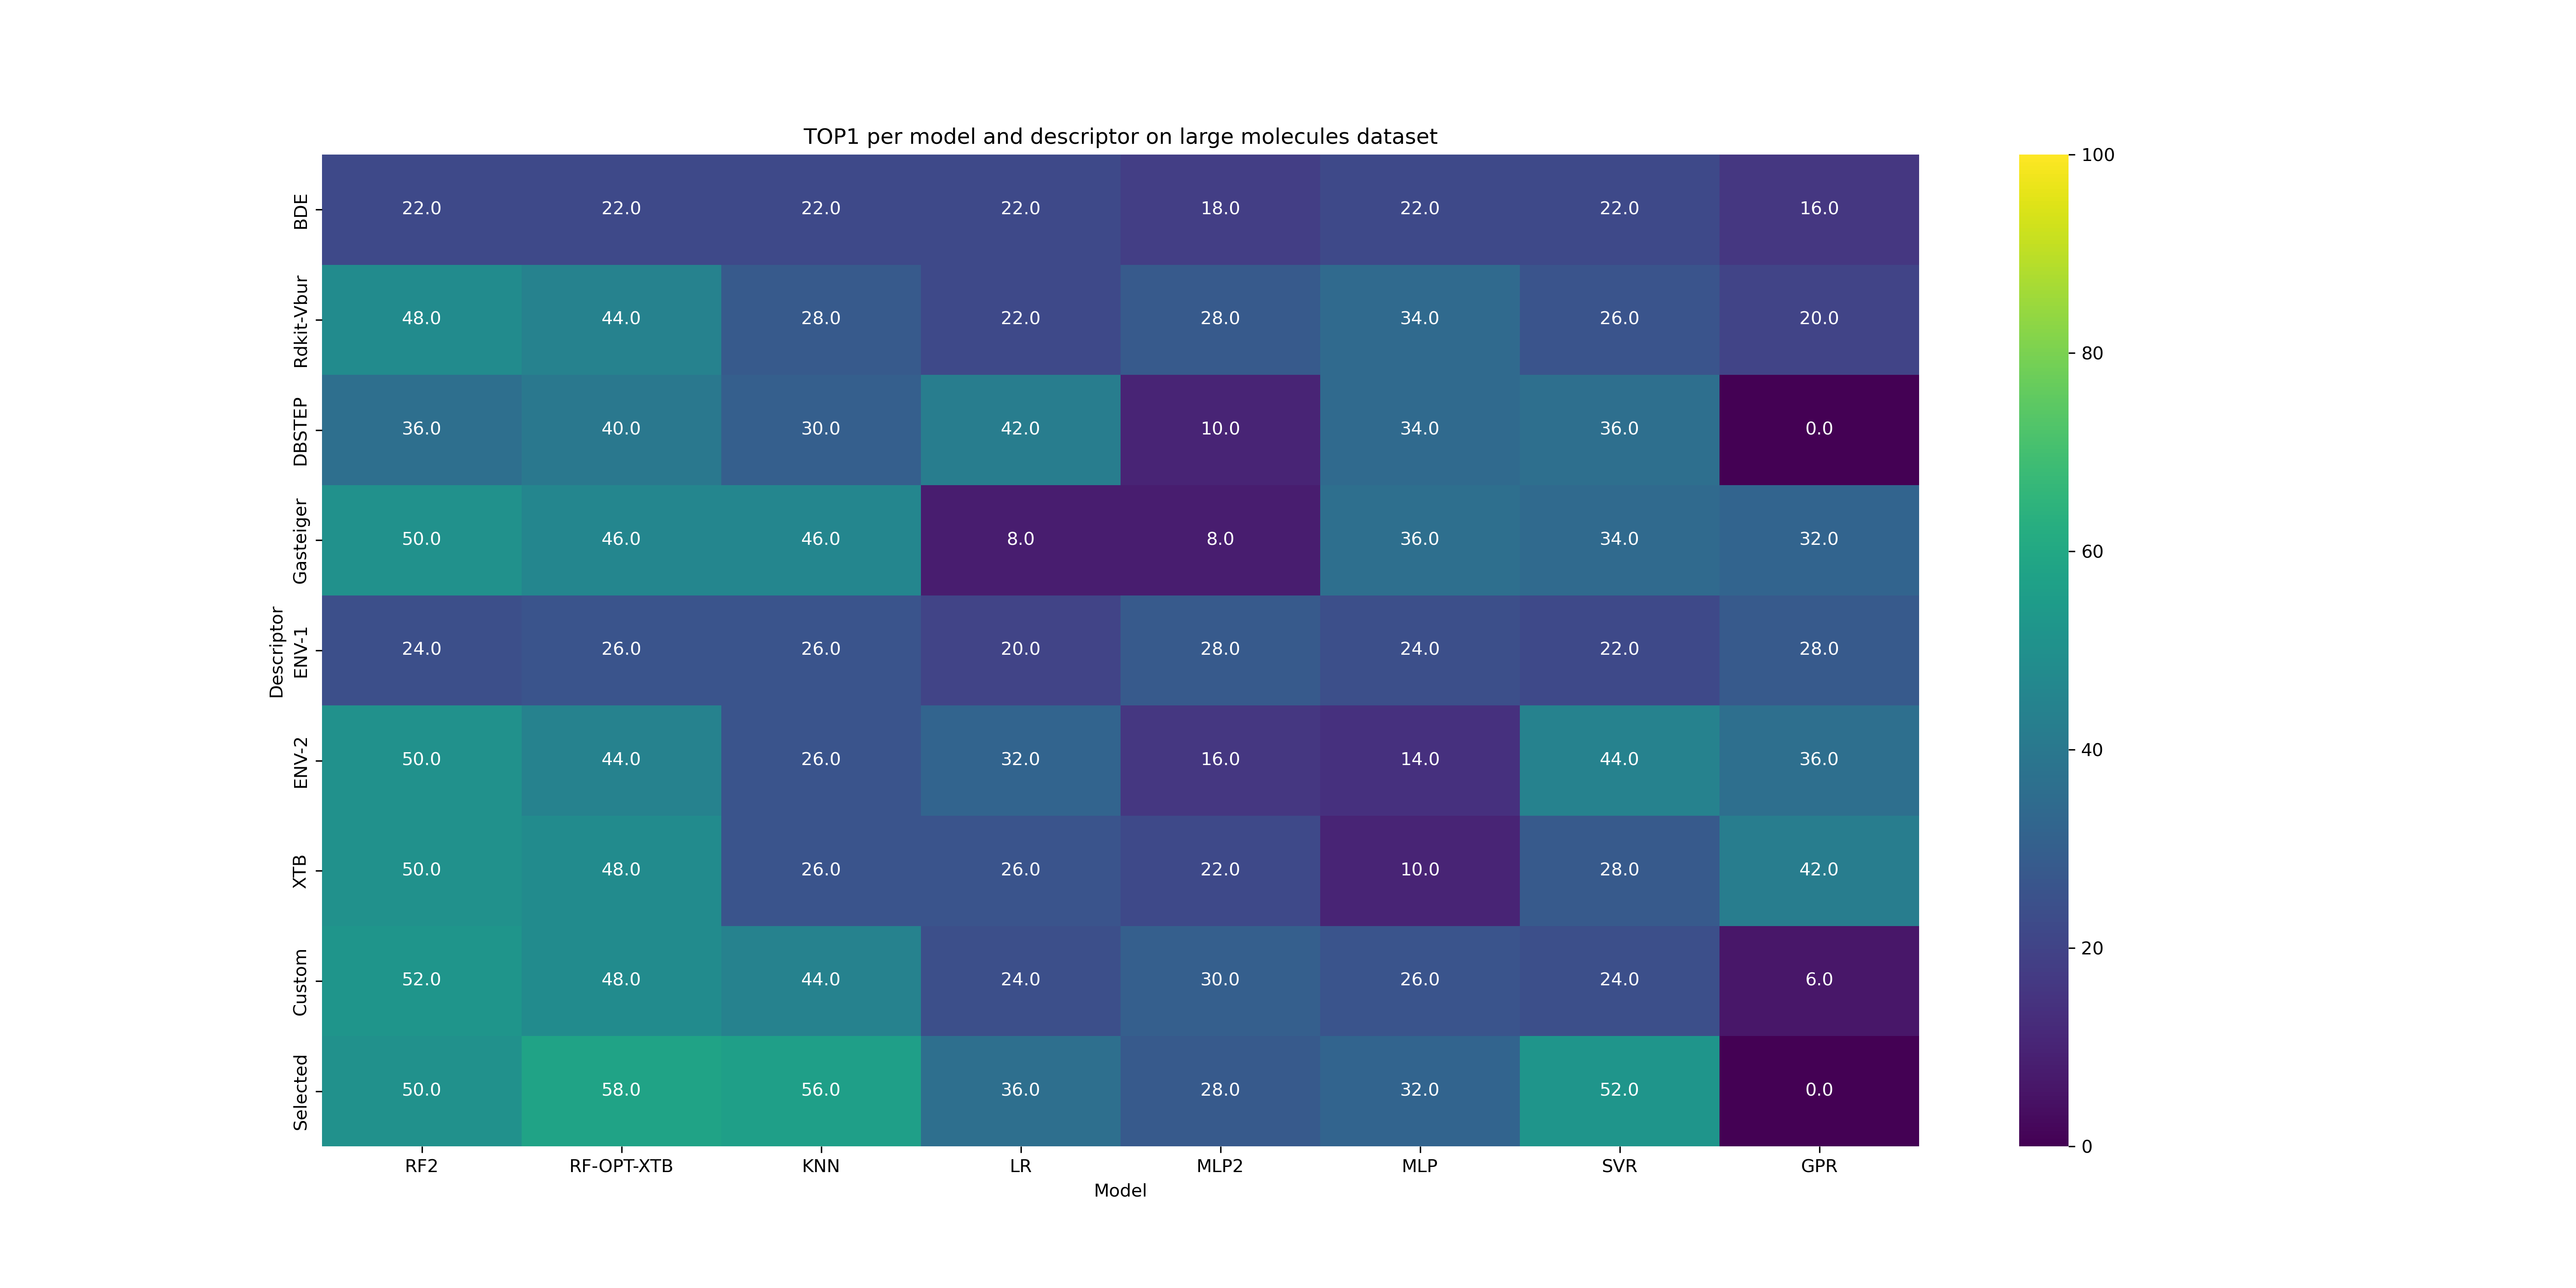 TOP1 per model and descriptor on large molecules dataset
Descriptor
BDE 22.0 22.0 22.0 22.0 18.0 22.0 22.0 16.0
Rdkit-Vbur 48.0 44.0 28.0 22.0 28.0 34.0 26.0 20.0
DBSTEP 36.0 40.0 30.0 42.0 10.0 34.0 36.0 0.0
Gasteiger 50.0 46.0 46.0 8.0 8.0 36.0 34.0 32.0
ENV-1 24.0 26.0 26.0 20.0 28.0 24.0 22.0 28.0
ENV-2 50.0 44.0 26.0 32.0 16.0 14.0 44.0 36.0
XTB 50.0 48.0 26.0 26.0 22.0 10.0 28.0 42.0
Custom 52.0 48.0 44.0 24.0 30.0 26.0 24.0 6.0
Selected 50.0 58.0 56.0 36.0 28.0 32.0 52.0 0.0
RF2 RF-OPT-XTB KNN LR MLP2 MLP SVR GPR
Model
100
80
60
40
20
0